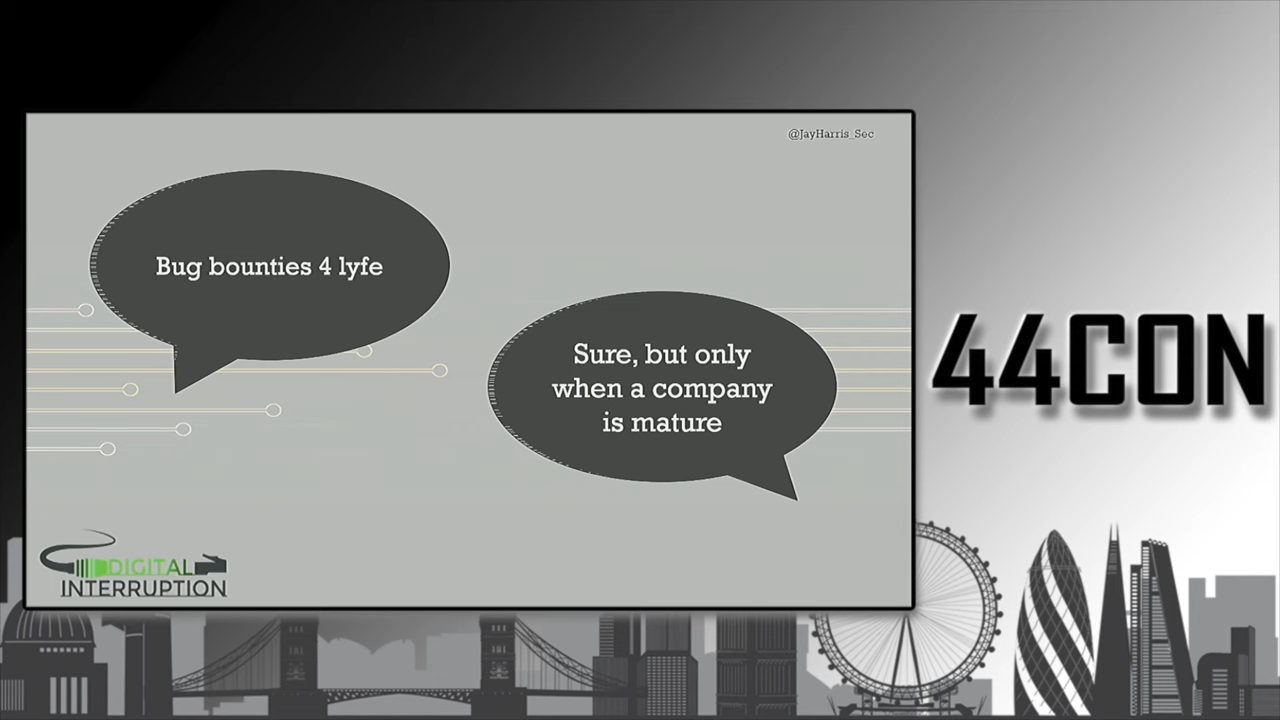 @JayHarris_Sec
Bug bounties 4 lyfe
Sure, but only
when a company
is mature
44CON
DIGITAL
INTERRUPTION